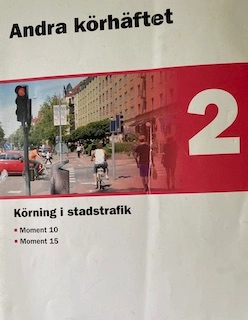 Andra körhäftet
2
Körning i stadstrafik
Moment 10
Moment 15